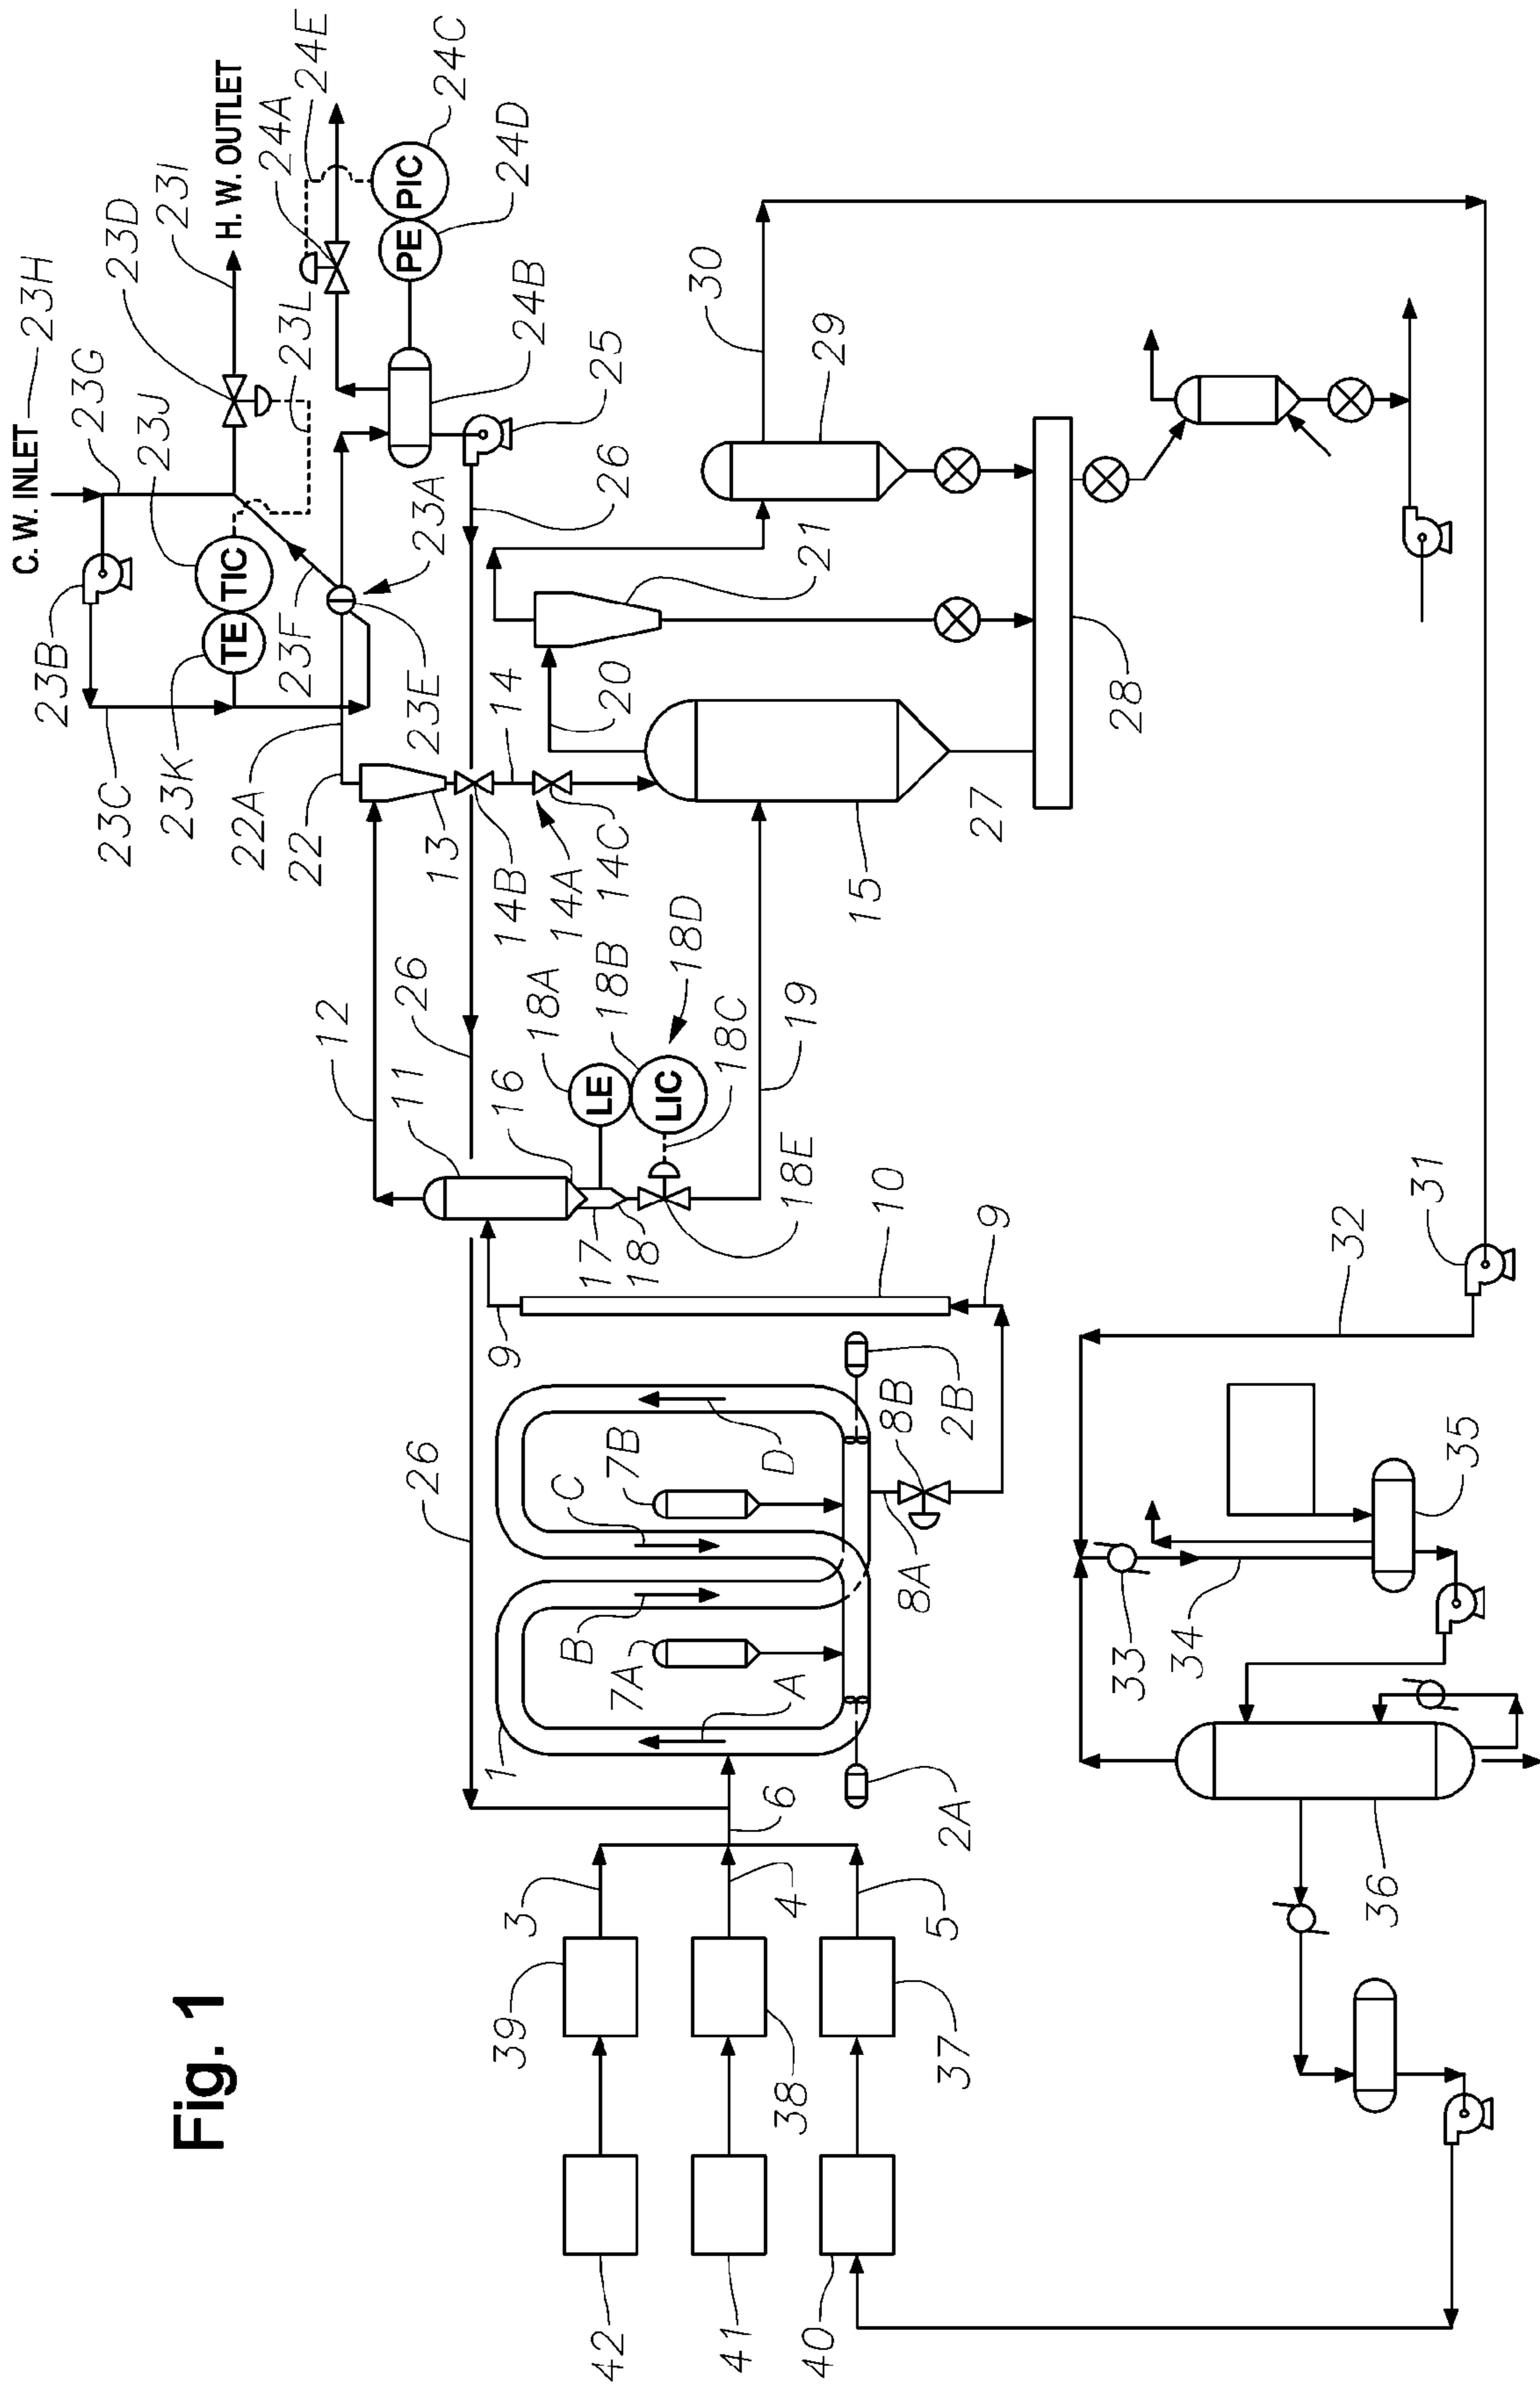 Fig. 1
C. W. INLET
23H
23G
23J
23D
23I
H. W. OUTLET
24A
24E
24C
24D
PIC
PE
TIC
TE
23L
24B
25
23B
23F
23A
26
23C
23K
22A
22
23E
13
14
14B
14A
14C
20
21
30
29
28
27
15
12
11
26
16
18A
18B
18D
18C
LE
LIC
19
17
18
18E
10
9
9
26
1
C
7B
D
B
7A
A
8A
8B
2B
2A
3
4
5
6
39
38
37
42
41
40
31
32
33
34
35
36